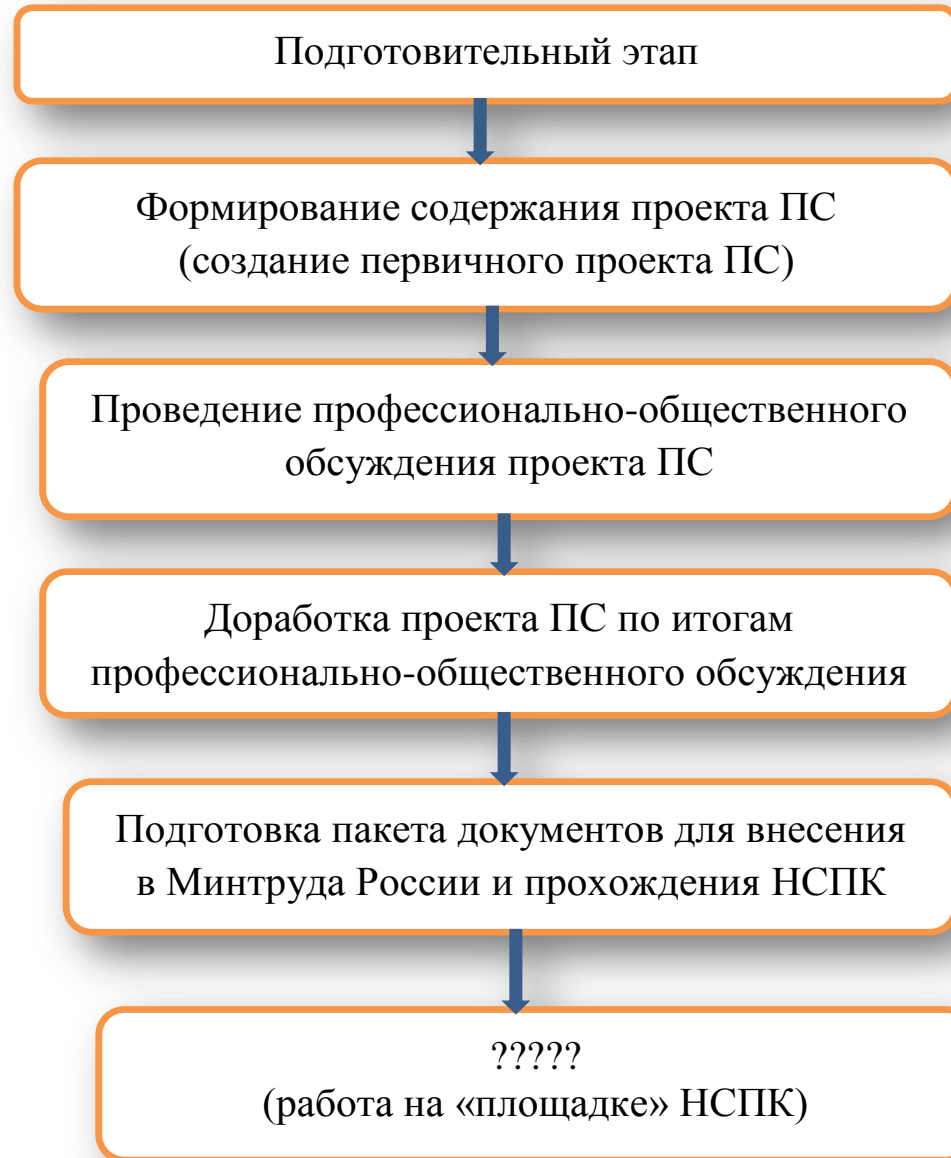 Подготовительный этап
Формирование содержания проекта ПС
(создание первичного проекта ПС)
Проведение профессионально-общественного
обсуждения проекта ПС
Доработка проекта ПС по итогам
профессионально-общественного обсуждения
Подготовка пакета документов для внесения
в Минтруда России и прохождения НСПК
?????
(работа на «площадке» НСПК)